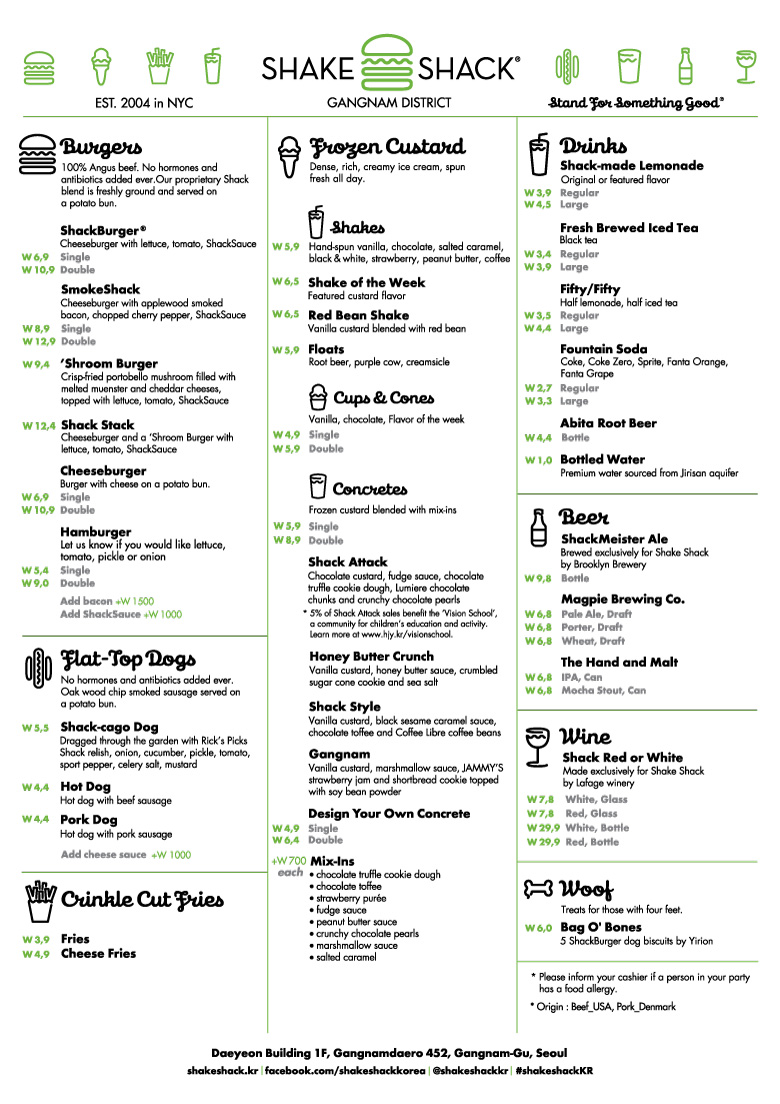 SHAKE SHACK®
EST. 2004 in NYC
GANGNAM DISTRICT
Stand For Something Good®
Burgers
100% Angus beef. No hormones and
antibiotics added ever.Our proprietary Shack
blend is freshly ground and served on
a potato bun.
ShackBurger®
Cheeseburger with lettuce, tomato, ShackSauce
W 6,9 Single
W 10,9 Double
SmokeShack
Cheeseburger with applewood smoked
bacon, chopped cherry pepper, ShackSauce
W 8,9 Single
W 12,9 Double
W 9,4 ‘Shroom Burger
Crisp-fried portobello mushroom filled with
melted muenster and cheddar cheeses,
topped with lettuce, tomato, ShackSauce
W 12,4 Shack Stack
Cheeseburger and a ‘Shroom Burger with
lettuce, tomato, ShackSauce
Cheeseburger
Burger with cheese on a potato bun.
W 6,9 Single
W 10,9 Double
Hamburger
Let us know if you would like lettuce,
tomato, pickle or onion
W 5,4 Single
W 9,0 Double
Add bacon +W 1500
Add ShackSauce +W 1000
Flat-Top Dogs
No hormones and antibiotics added ever.
Oak wood chip smoked sausage served on
a potato bun.
W 5,5 Shack-cago Dog
Dragged through the garden with Rick’s Picks
Shack relish, onion, cucumber, pickle, tomato,
sport pepper, celery salt, mustard
W 4,4 Hot Dog
Hot dog with beef sausage
W 4,4 Pork Dog
Hot dog with pork sausage
Add cheese sauce +W 1000
Crinkle Cut Fries
W 3,9 Fries
W 4,9 Cheese Fries
Frozen Custard
Dense, rich, creamy ice cream, spun
fresh all day.
Shakes
W 5,9 Hand-spun vanilla, chocolate, salted caramel,
black & white, strawberry, peanut butter, coffee
W 6,5 Shake of the Week
Featured custard flavor
W 6,5 Red Bean Shake
Vanilla custard blended with red bean
W 5,9 Floats
Root beer, purple cow, creamsicle
Cups & Cones
Vanilla, chocolate, Flavor of the week
W 4,9 Single
W 5,9 Double
Concretes
Frozen custard blended with mix-ins
W 5,9 Single
W 8,9 Double
Shack Attack
Chocolate custard, fudge sauce, chocolate
truffle cookie dough, Lumiere chocolate
chunks and crunchy chocolate pearls
* 5% of Shack Attack sales benefit the ‘Vision School’,
a community for children’s education and activity.
Learn more at www.hjy.kr/visionschool.
Honey Butter Crunch
Vanilla custard, honey butter sauce, crumbled
sugar cone cookie and sea salt
Shack Style
Vanilla custard, black sesame caramel sauce,
chocolate toffee and Coffee Libre coffee beans
Gangnam
Vanilla custard, marshmallow sauce, JAMMY’S
strawberry jam and shortbread cookie topped
with soy bean powder
Design Your Own Concrete
W 4,9 Single
W 6,4 Double
+W 700 each Mix-Ins
• chocolate truffle cookie dough
• chocolate toffee
• strawberry purée
• fudge sauce
• peanut butter sauce
• crunchy chocolate pearls
• marshmallow sauce
• salted caramel
Drinks
Shack-made Lemonade
Original or featured flavor
W 3,9 Regular
W 4,5 Large
Fresh Brewed Iced Tea
Black tea
W 3,4 Regular
W 3,9 Large
Fifty/Fifty
Half lemonade, half iced tea
W 3,5 Regular
W 4,4 Large
Fountain Soda
Coke, Coke Zero, Sprite, Fanta Orange,
Fanta Grape
W 2,7 Regular
W 3,3 Large
Abita Root Beer
W 4,4 Bottle
W 1,0 Bottled Water
Premium water sourced from Jirisan aquifer
Beer
ShackMeister Ale
Brewed exclusively for Shake Shack
by Brooklyn Brewery
W 9,8 Bottle
Magpie Brewing Co.
W 6,8 Pale Ale, Draft
W 6,8 Porter, Draft
W 6,8 Wheat, Draft
The Hand and Malt
W 6,8 IPA, Can
W 6,8 Mocha Stout, Can
Wine
Shack Red or White
Made exclusively for Shake Shack
by Lafage winery
W 7,8 White, Glass
W 7,8 Red, Glass
W 29,9 White, Bottle
W 29,9 Red, Bottle
Woof
Treats for those with four feet.
W 6,0 Bag O' Bones
5 ShackBurger dog biscuits by Yirion
* Please inform your cashier if a person in your party
has a food allergy.
* Origin : Beef_USA, Pork_Denmark
Daeyeon Building 1F, Gangnamdaero 452, Gangnam-Gu, Seoul
shakeshack.kr | facebook.com/shakeshackkorea | @shakeshackkr | #shakeshackKR